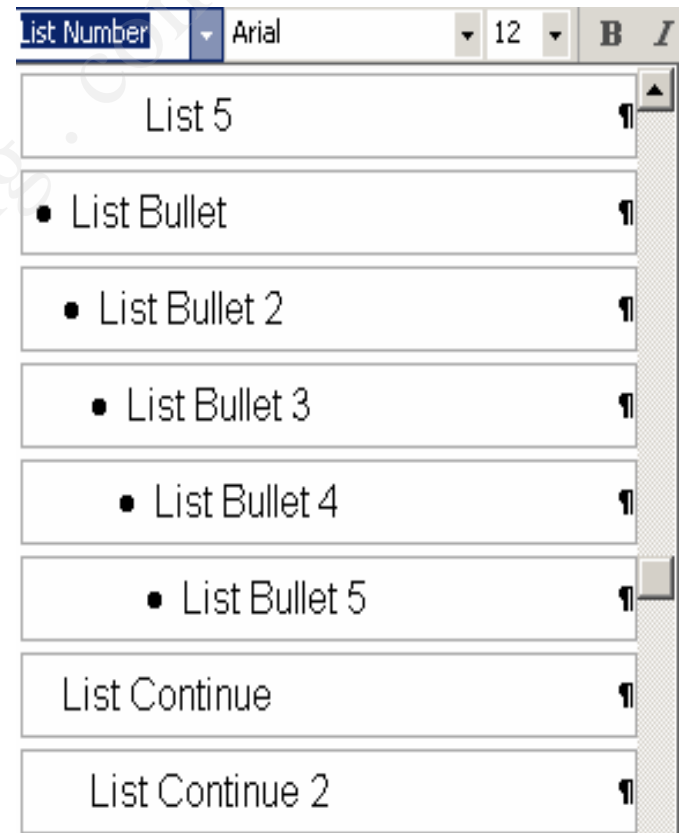 List Number Arial 12 B I
List 5 ¶
• List Bullet ¶
• List Bullet 2 ¶
• List Bullet 3 ¶
• List Bullet 4 ¶
• List Bullet 5 ¶
List Continue ¶
List Continue 2 ¶